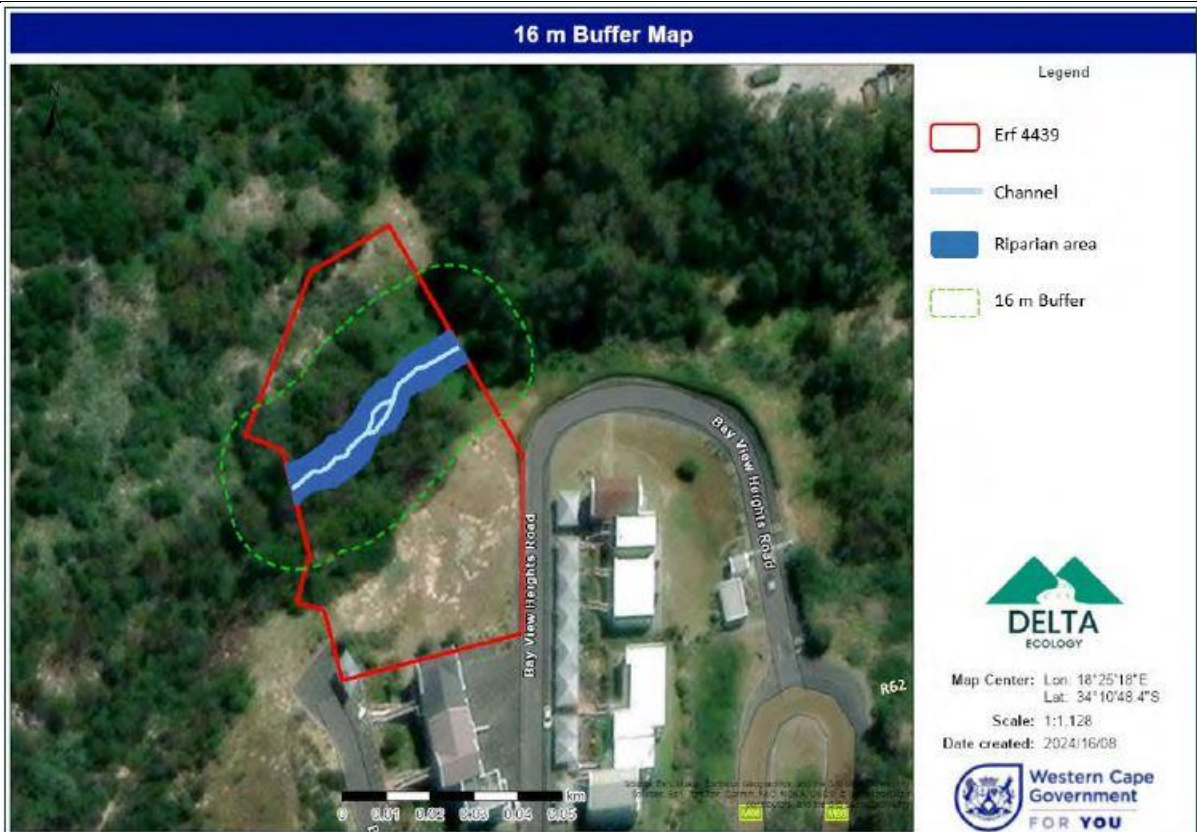 16 m Buffer Map
N
Legend
Erf 4439
Channel
Riparian area
16 m Buffer
Bay View Heights Road
Bay View Heights Road
R62
km
0 0.01 0.02 0.03 0.04 0.05
DELTA
ECOLOGY
Map Center: Lon: 18°25'18"E
Lat: 34°10'48.4"S
Scale: 1:1,128
Date created: 2024/16/08
Western Cape
Government
FOR YOU